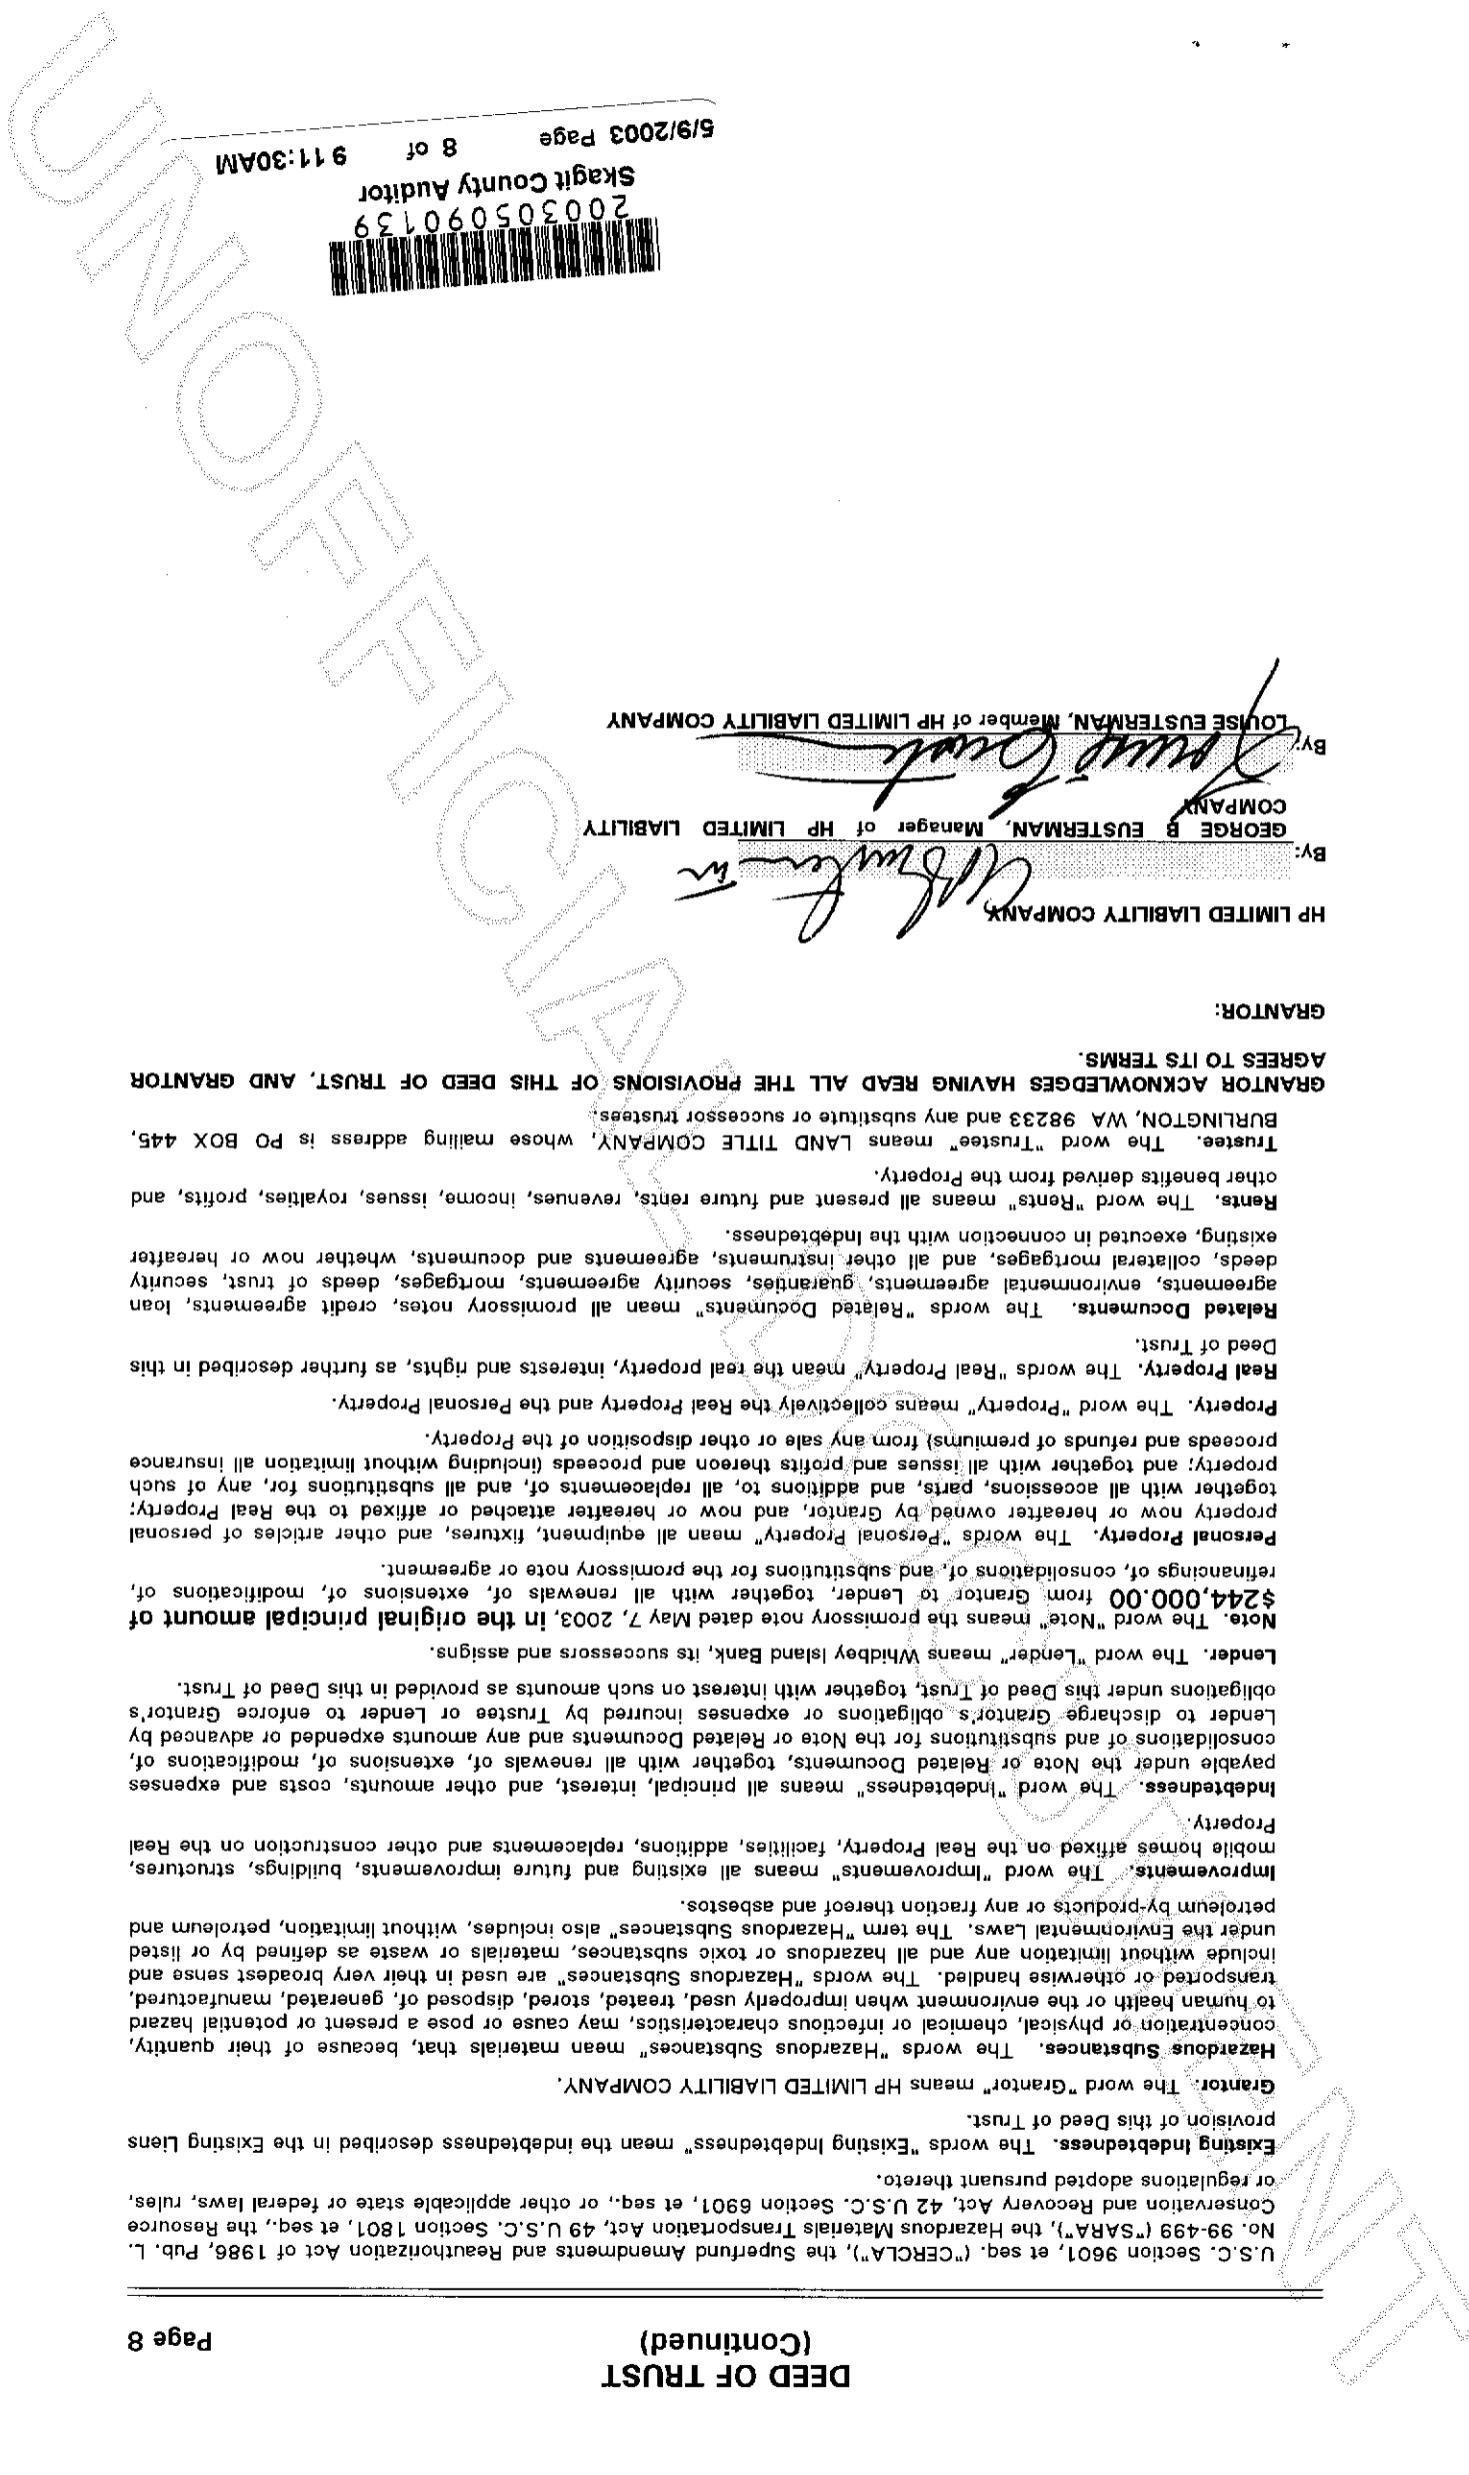 DEED OF TRUST
(Continued)
Page 8
U.S.C. Section 9601, et seq. ("CERCLA"), the Superfund Amendments and Reauthorization Act of 1986, Pub. L.
No. 99-499 ("SARA"), the Hazardous Materials Transportation Act, 49 U.S.C. Section 1801, et seq., the Resource
Conservation and Recovery Act, 42 U.S.C. Section 6901, et seq., or other applicable state or federal laws, rules,
or regulations adopted pursuant thereto.
Existing Indebtedness. The words "Existing Indebtedness" mean the indebtedness described in the Existing Liens
provision of this Deed of Trust.
Grantor. The word "Grantor" means HP LIMITED LIABILITY COMPANY.
Hazardous Substances. The words "Hazardous Substances" mean materials that, because of their quantity,
concentration or physical, chemical or infectious characteristics, may cause or pose a present or potential hazard
to human health or the environment when improperly used, treated, stored, disposed of, generated, manufactured,
transported or otherwise handled. The words "Hazardous Substances" are used in their very broadest sense and
include without limitation any and all hazardous or toxic substances, materials or waste as defined by or listed
under the Environmental Laws. The term "Hazardous Substances" also includes, without limitation, petroleum and
petroleum by-products or any fraction thereof and asbestos.
Improvements. The word "Improvements" means all existing and future improvements, buildings, structures,
mobile homes affixed on the Real Property, facilities, additions, replacements and other construction on the Real
Property.
Indebtedness. The word "Indebtedness" means all principal, interest, and other amounts, costs and expenses
payable under the Note or Related Documents, together with all renewals of, extensions of, modifications of,
consolidations of and substitutions for the Note or Related Documents and any amounts expended or advanced by
Lender to discharge Grantor's obligations or expenses incurred by Trustee or Lender to enforce Grantor's
obligations under this Deed of Trust, together with interest on such amounts as provided in this Deed of Trust.
Lender. The word "Lender" means Whidbey Island Bank, its successors and assigns.
Note. The word "Note" means the promissory note dated May 7, 2003, in the original principal amount of
$244,000.00 from Grantor to Lender, together with all renewals of, extensions of, modifications of,
refinancings of, consolidations of, and substitutions for the promissory note or agreement.
Personal Property. The words "Personal Property" mean all equipment, fixtures, and other articles of personal
property now or hereafter owned by Grantor, and now or hereafter attached or affixed to the Real Property;
together with all accessions, parts, and additions to, all replacements of, and all substitutions for, any of such
property; and together with all issues and profits thereon and proceeds (including without limitation all insurance
proceeds and refunds of premiums) from any sale or other disposition of the Property.
Property. The word "Property" means collectively the Real Property and the Personal Property.
Real Property. The words "Real Property" mean the real property, interests and rights, as further described in this
Deed of Trust.
Related Documents. The words "Related Documents" mean all promissory notes, credit agreements, loan
agreements, environmental agreements, guaranties, security agreements, mortgages, deeds of trust, security
deeds, collateral mortgages, and all other instruments, agreements and documents, whether now or hereafter
existing, executed in connection with the Indebtedness.
Rents. The word "Rents" means all present and future rents, revenues, income, issues, royalties, profits, and
other benefits derived from the Property.
Trustee. The word "Trustee" means LAND TITLE COMPANY, whose mailing address is PO BOX 445,
BURLINGTON, WA 98233 and any substitute or successor trustees.
GRANTOR ACKNOWLEDGES HAVING READ ALL THE PROVISIONS OF THIS DEED OF TRUST, AND GRANTOR
AGREES TO ITS TERMS.
GRANTOR:
HP LIMITED LIABILITY COMPANY
By:
GEORGE B EUSTERMAN, Manager of HP LIMITED LIABILITY
COMPANY
By:
LOUISE EUSTERMAN, Member of HP LIMITED LIABILITY COMPANY
200305090139
Skagit County Auditor
5/9/2003 Page 8 of 9 11:30AM
UNOFFICIAL DOCUMENT